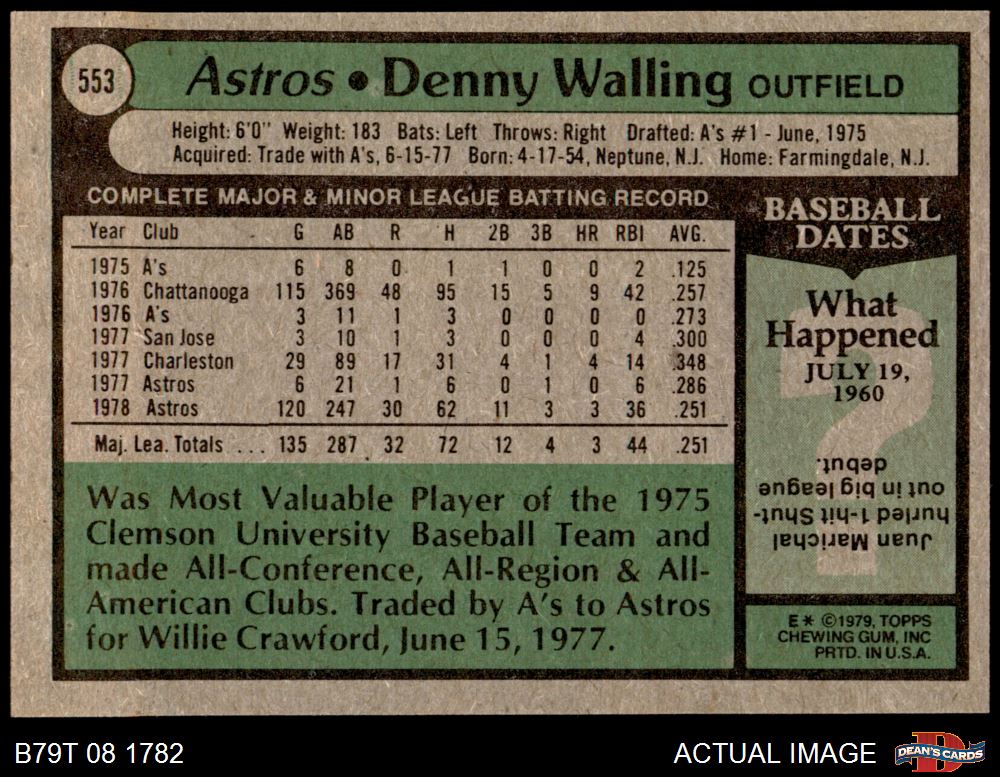 553 Astros • Denny Walling OUTFIELD
Height: 6'0" Weight: 183 Bats: Left Throws: Right Drafted: A's #1 - June, 1975
Acquired: Trade with A's, 6-15-77 Born: 4-17-54, Neptune, N.J. Home: Farmingdale, N.J.
COMPLETE MAJOR & MINOR LEAGUE BATTING RECORD
Year Club G AB R H 2B 3B HR RBI AVG.
1975 A's 6 8 0 1 1 0 0 2 .125
1976 Chattanooga 115 369 48 95 15 5 9 42 .257
1976 A's 3 11 1 3 0 0 0 0 .273
1977 San Jose 3 10 1 3 0 0 0 4 .300
1977 Charleston 29 89 17 31 4 1 4 14 .348
1977 Astros 6 21 1 6 0 1 0 6 .286
1978 Astros 120 247 30 62 11 3 3 36 .251
Maj. Lea. Totals ... 135 287 32 72 12 4 3 44 .251
Was Most Valuable Player of the 1975
Clemson University Baseball Team and
made All-Conference, All-Region & All-
American Clubs. Traded by A's to Astros
for Willie Crawford, June 15, 1977.
BASEBALL
DATES
What
Happened
JULY 19,
1960
?
Juan Marichal
hurled 1-hit Shut-
out in big league
debut.
E* ©1979, TOPPS
CHEWING GUM, INC
PRTD. IN U.S.A.
B79T 08 1782
ACTUAL IMAGE
D
DEAN'S CARDS